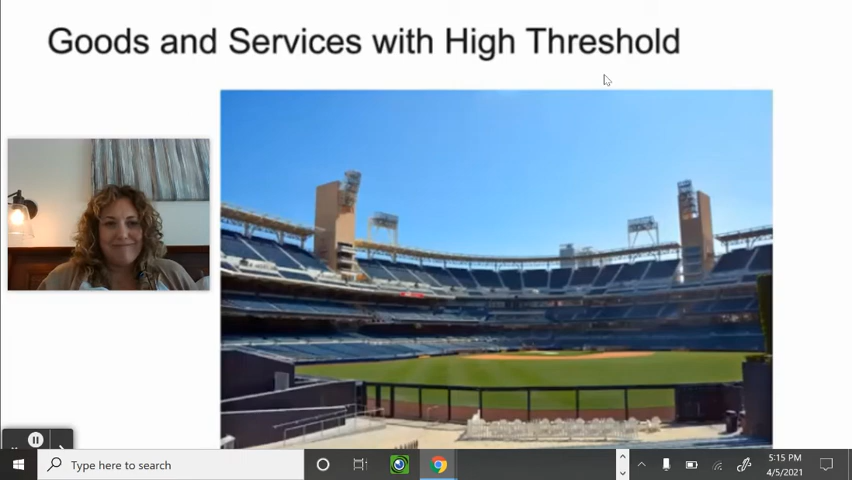 Goods and Services with High Threshold
Type here to search
5:15 PM
4/5/2021